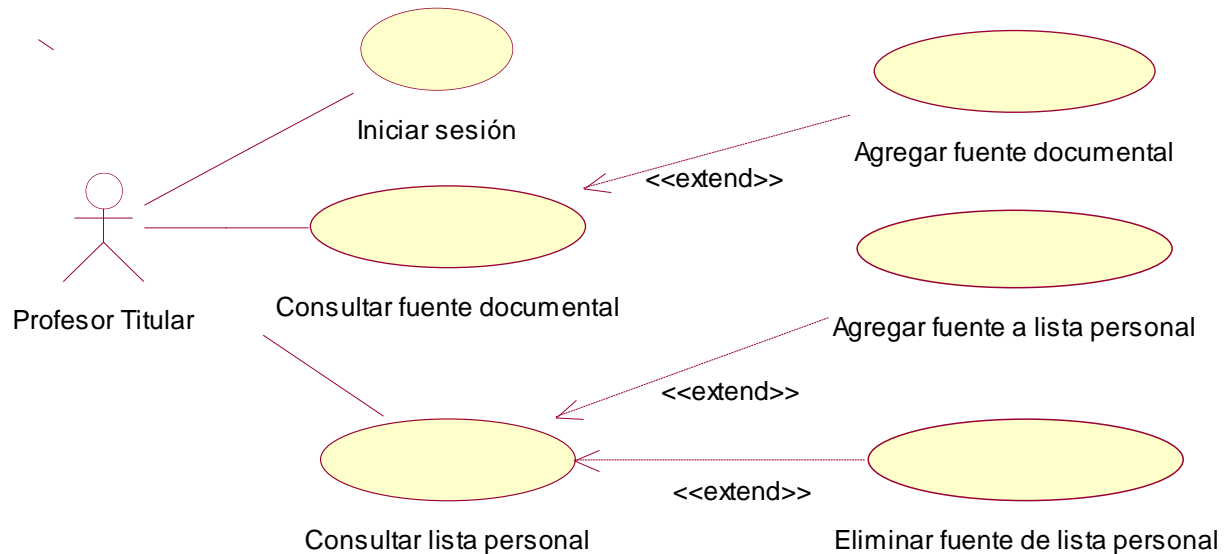 Iniciar sesión
Agregar fuente documental
<<extend>>
Consultar fuente documental
Profesor Titular
Agregar fuente a lista personal
<<extend>>
<<extend>>
Consultar lista personal
Eliminar fuente de lista personal